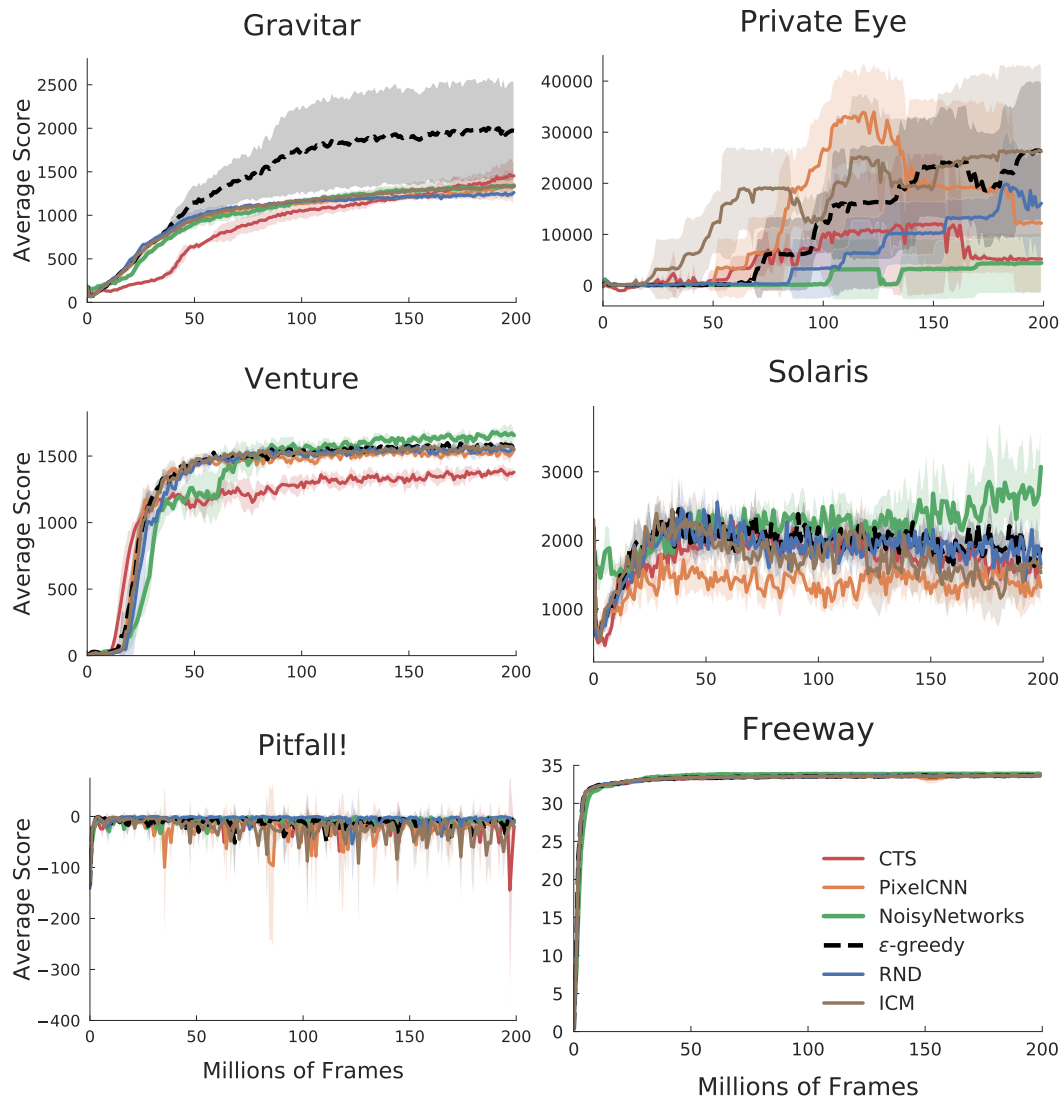 Gravitar
Average Score
2500
2000
1500
1000
500
0
0 50 100 150 200
Private Eye
40000
30000
20000
10000
0
0 50 100 150 200
Venture
Average Score
1500
1000
500
0
0 50 100 150 200
Solaris
3000
2000
1000
0 50 100 150 200
Pitfall!
Average Score
0
−100
−200
−300
−400
0 50 100 150 200
Millions of Frames
Freeway
35
30
25
20
15
10
5
0
0 50 100 150 200
CTS
PixelCNN
NoisyNetworks
ε-greedy
RND
ICM
Millions of Frames